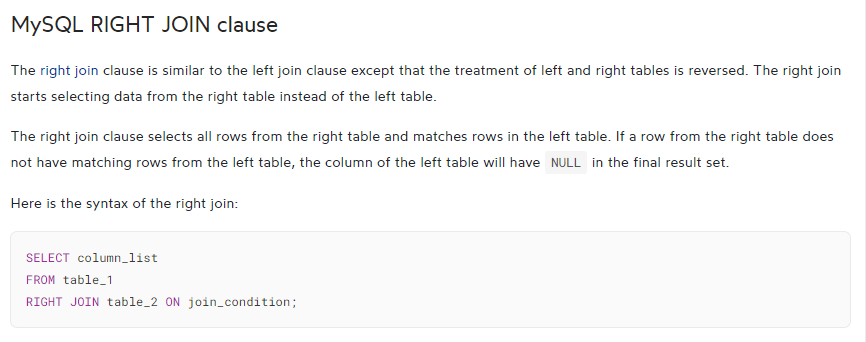 MySQL RIGHT JOIN clause
The right join clause is similar to the left join clause except that the treatment of left and right tables is reversed. The right join
starts selecting data from the right table instead of the left table.
The right join clause selects all rows from the right table and matches rows in the left table. If a row from the right table does
not have matching rows from the left table, the column of the left table will have NULL in the final result set.
Here is the syntax of the right join:
SELECT column_list
FROM table_1
RIGHT JOIN table_2 ON join_condition;